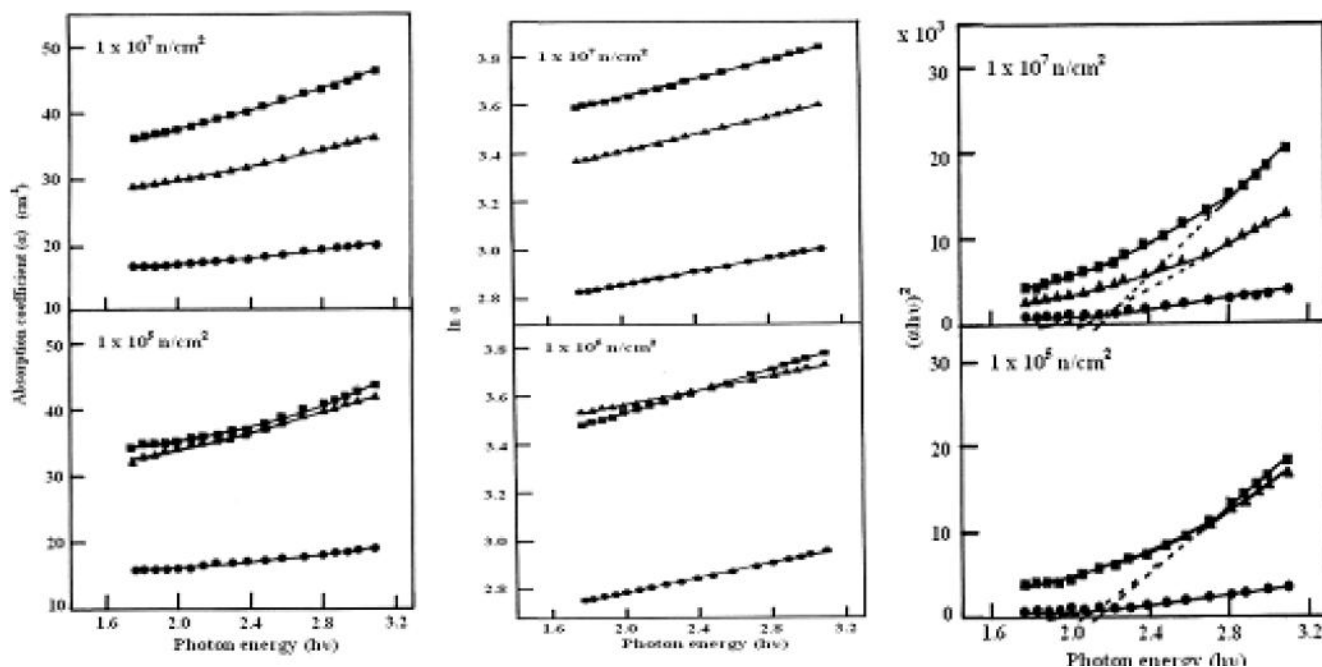 Absorption coefficient (α) (cm⁻¹)
1 x 10⁷ n/cm²
50
40
30
20
10
1 x 10⁵ n/cm²
50
40
30
20
10
1.6 2.0 2.4 2.8 3.2
Photon energy (hυ)
ln
1 x 10⁷ n/cm²
3.8
3.6
3.4
3.2
3.0
2.8
3.8
3.6
3.4
3.2
3.0
2.8
1.6 2.0 2.4 2.8 3.2
Photon energy (hυ)
x 10³
(αhυ)²
1 x 10⁷ n/cm²
30
20
10
0
1 x 10⁵ n/cm²
30
20
10
0
1.6 2.0 2.4 2.8 3.2
Photon energy (hυ)